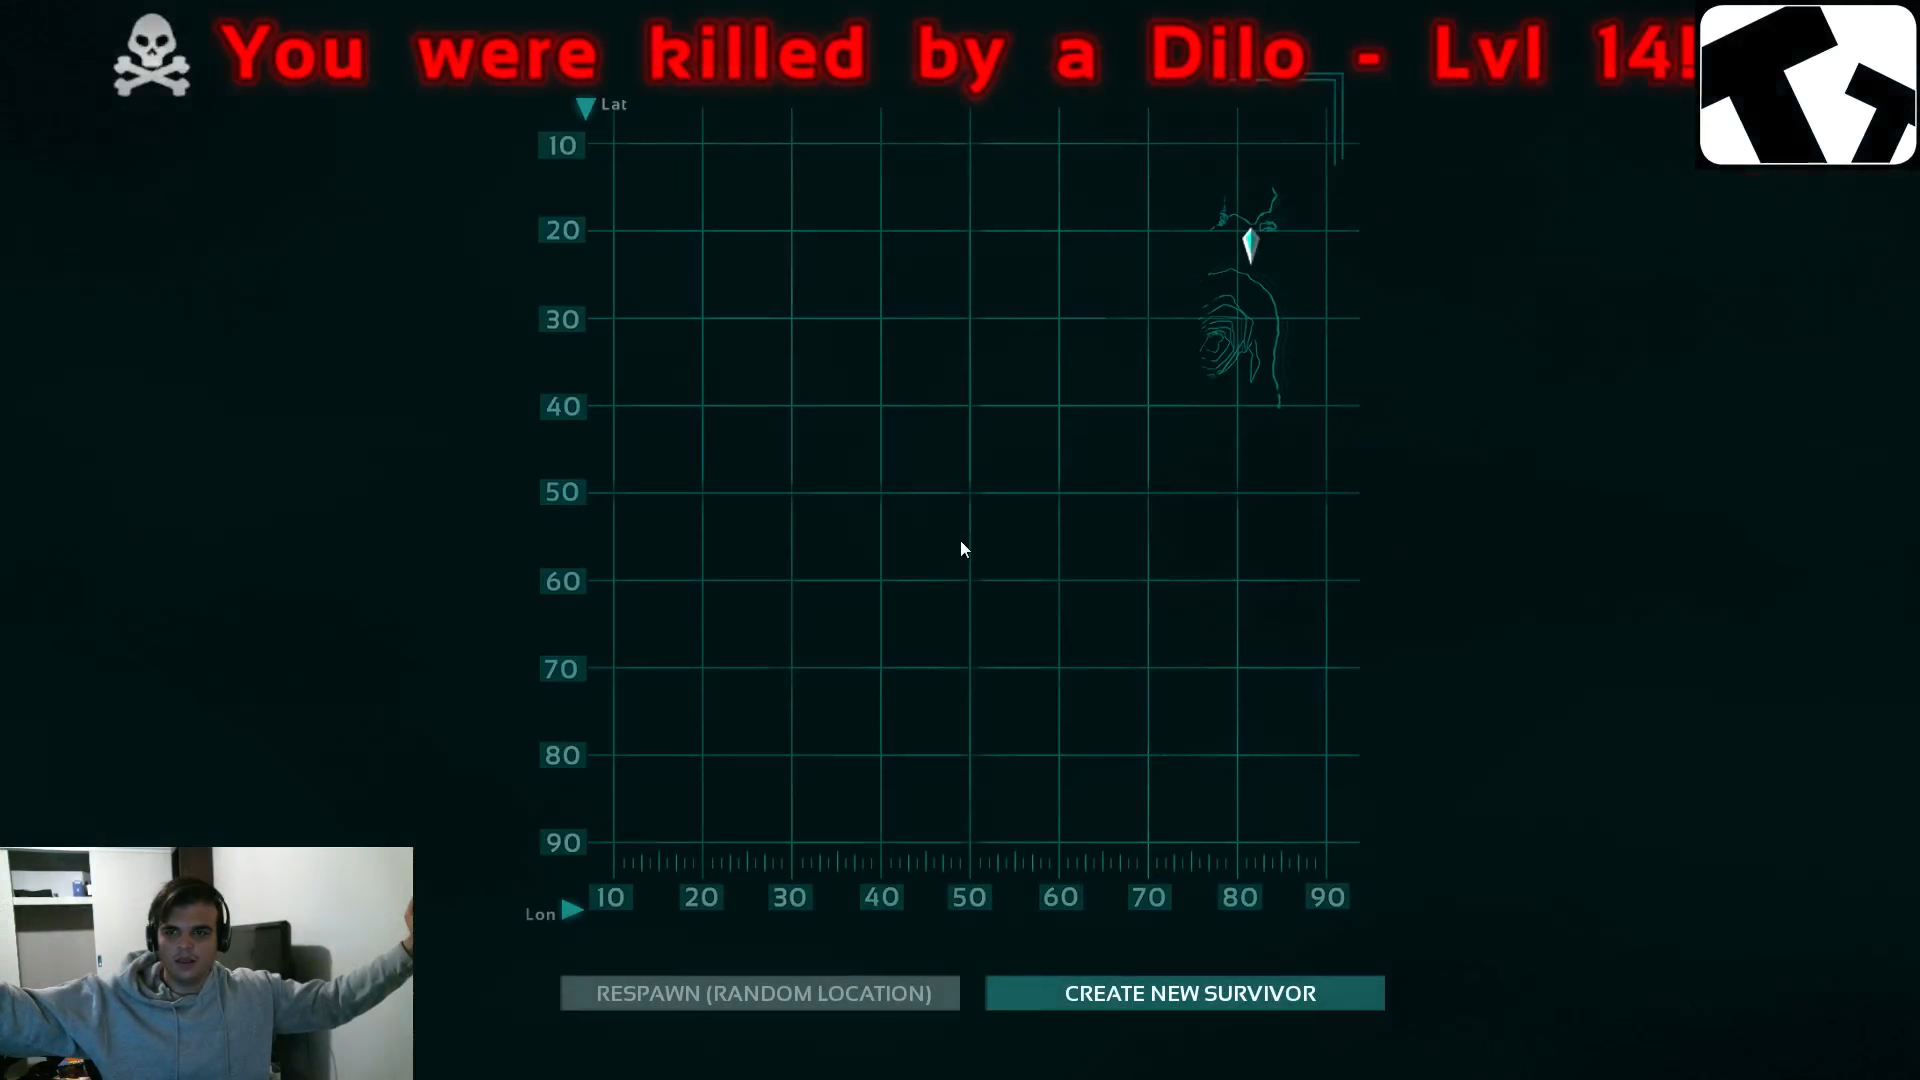 You were killed by a Dilo - Lvl 14!
Lat
10
20
30
40
50
60
70
80
90
10 20 30 40 50 60 70 80 90
Lon
RESPAWN (RANDOM LOCATION) CREATE NEW SURVIVOR